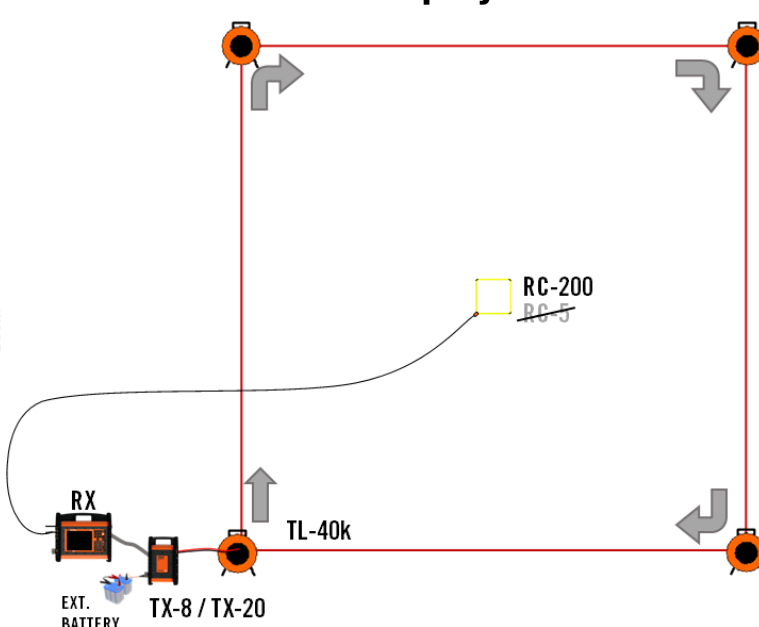 RC-200
RC-5
RX
TL-40k
EXT.
BATTERY
TX-8 / TX-20